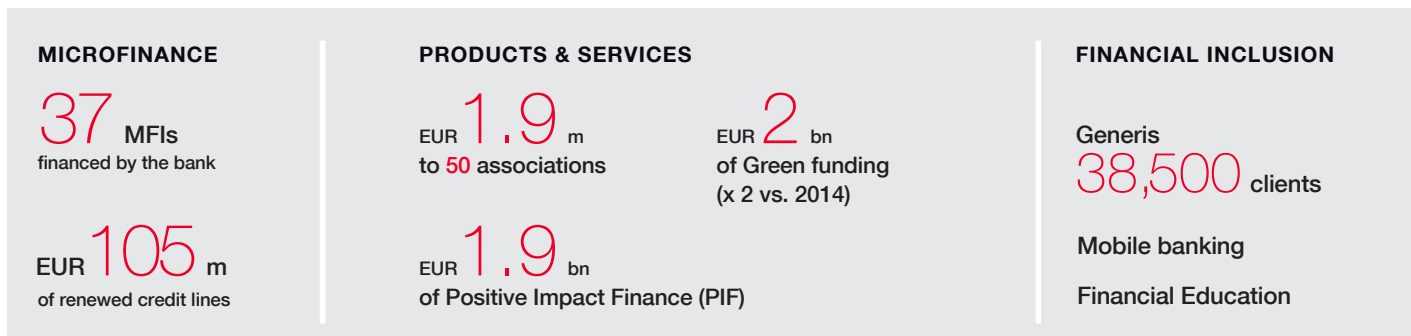 MICROFINANCE
37 MFIs
financed by the bank
EUR 105 m
of renewed credit lines
PRODUCTS & SERVICES
EUR 1.9 m
to 50 associations
EUR 2 bn
of Green funding
(x 2 vs. 2014)
EUR 1.9 bn
of Positive Impact Finance (PIF)
FINANCIAL INCLUSION
Generis
38,500 clients
Mobile banking
Financial Education